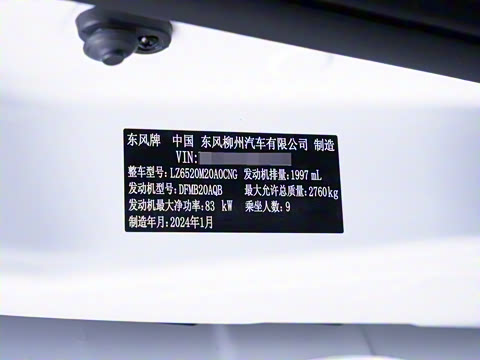 东风牌 中国 东风柳州汽车有限公司 制造
VIN:
整车型号:LZ6520M20A0CNG 发动机排量:1997 mL
发动机型号:DFMB20AQB 最大允许总质量:2760kg
发动机最大净功率:83 kW 乘坐人数:9
制造年月:2024年1月